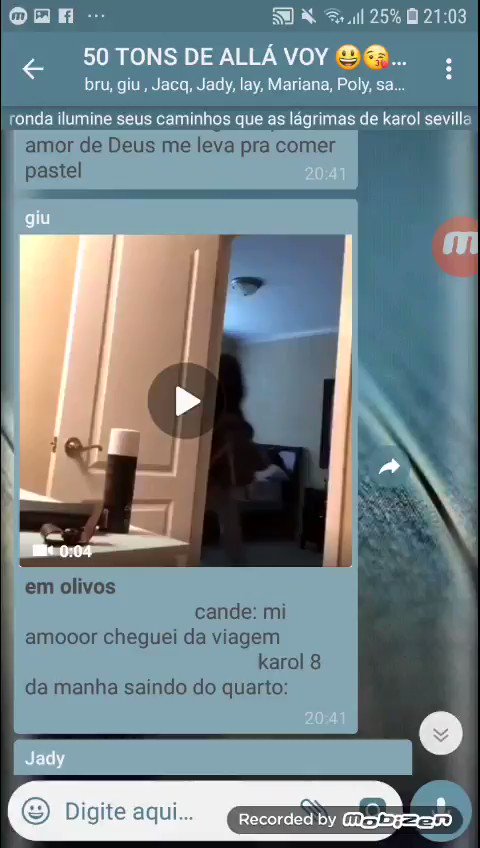 25% 21:03
50 TONS DE ALLÁ VOY 😃😘...
bru, giu , Jacq, Jady, lay, Mariana, Poly, sa...
ronda ilumine seus caminhos que as lágrimas de karol sevilla
amor de Deus me leva pra comer
pastel
20:41
giu
0:04
em olivos
cande: mi
amooor cheguei da viagem
karol 8
da manha saindo do quarto:
20:41
Jady
Digite aqui...
Recorded by mobizen